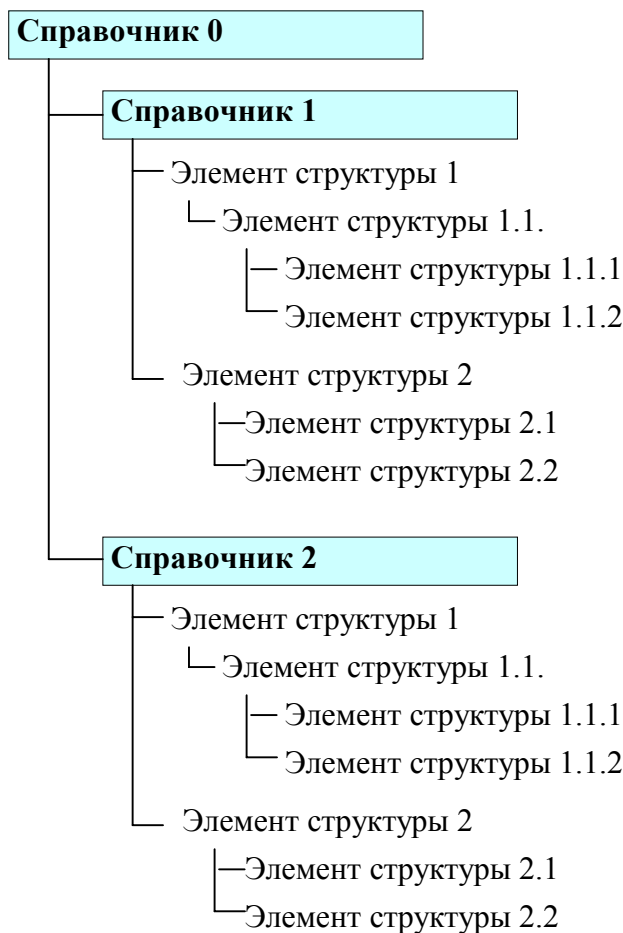 Справочник 0
Справочник 1
Элемент структуры 1
Элемент структуры 1.1.
Элемент структуры 1.1.1
Элемент структуры 1.1.2
Элемент структуры 2
Элемент структуры 2.1
Элемент структуры 2.2
Справочник 2
Элемент структуры 1
Элемент структуры 1.1.
Элемент структуры 1.1.1
Элемент структуры 1.1.2
Элемент структуры 2
Элемент структуры 2.1
Элемент структуры 2.2